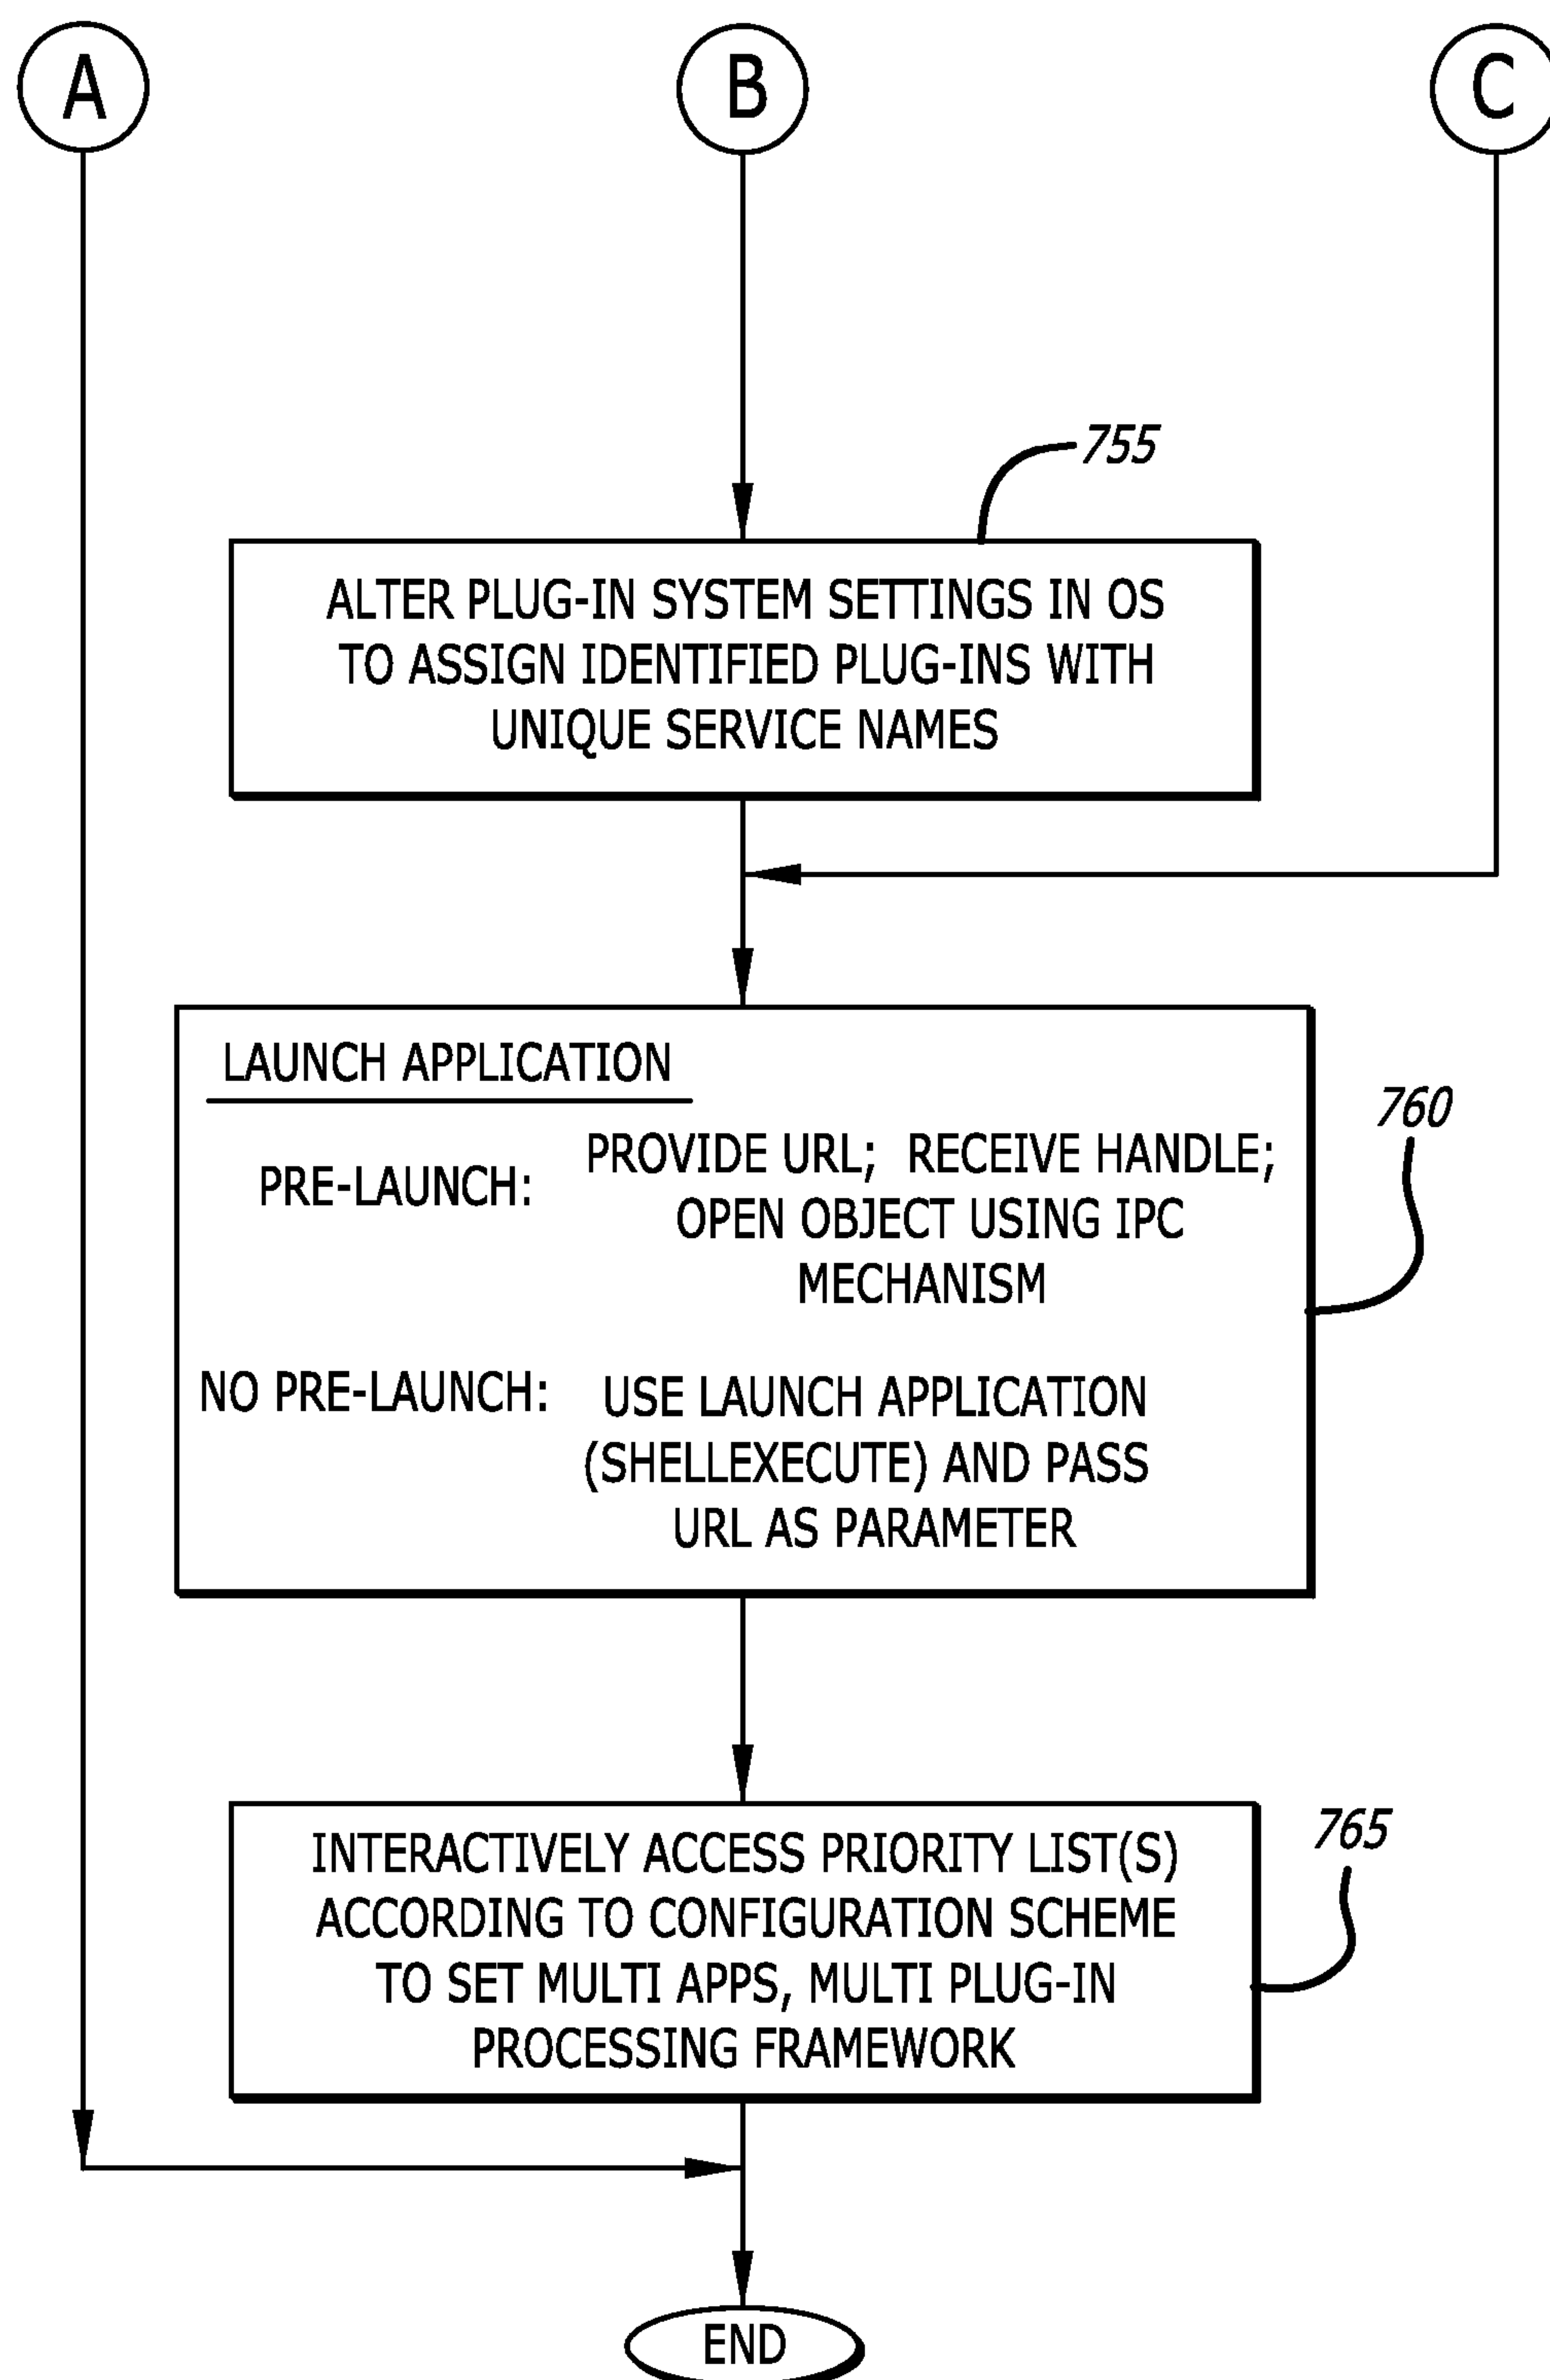 A
B
C
755
ALTER PLUG-IN SYSTEM SETTINGS IN OS
TO ASSIGN IDENTIFIED PLUG-INS WITH
UNIQUE SERVICE NAMES
LAUNCH APPLICATION
760
PRE-LAUNCH:
PROVIDE URL; RECEIVE HANDLE;
OPEN OBJECT USING IPC
MECHANISM
NO PRE-LAUNCH:
USE LAUNCH APPLICATION
(SHELLEXECUTE) AND PASS
URL AS PARAMETER
765
INTERACTIVELY ACCESS PRIORITY LIST(S)
ACCORDING TO CONFIGURATION SCHEME
TO SET MULTI APPS, MULTI PLUG-IN
PROCESSING FRAMEWORK
END